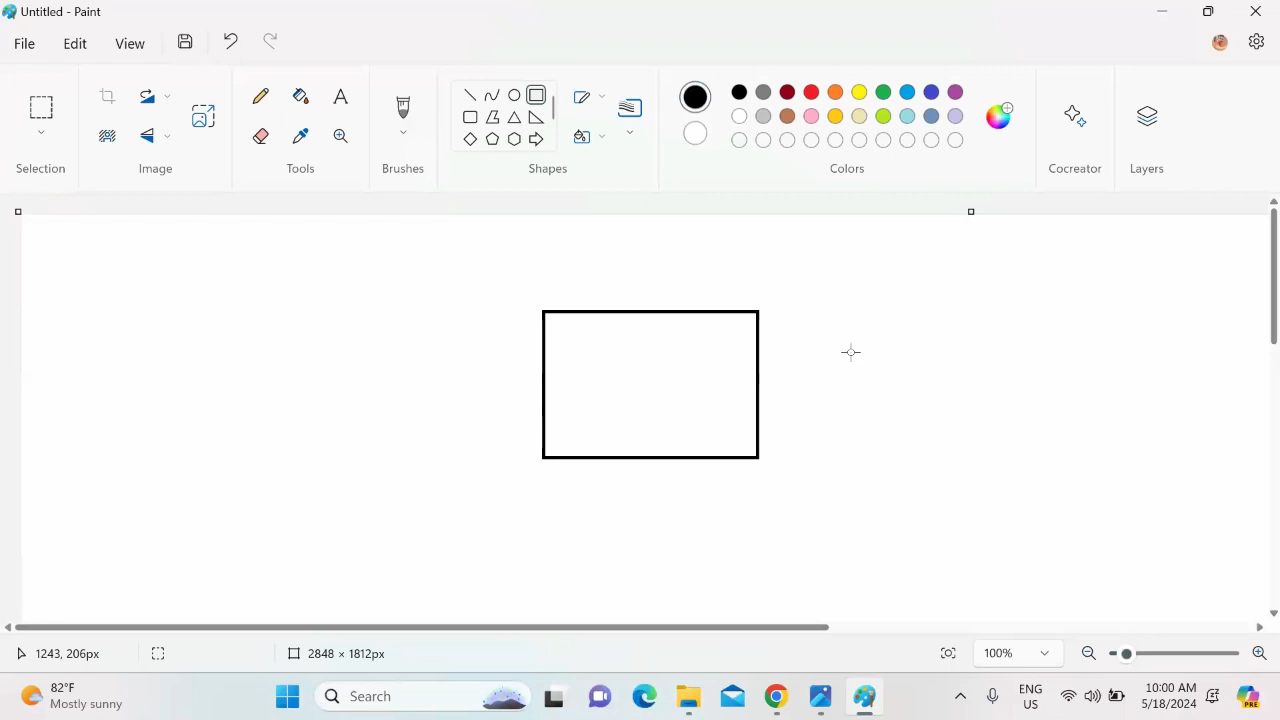 Untitled - Paint
File Edit View
Selection Image Tools Brushes Shapes Colors Cocreator Layers
1243, 206px 2848 × 1812px 100%
82°F
Mostly sunny
Search
ENG
US
10:00 AM
5/18/2024
PRE